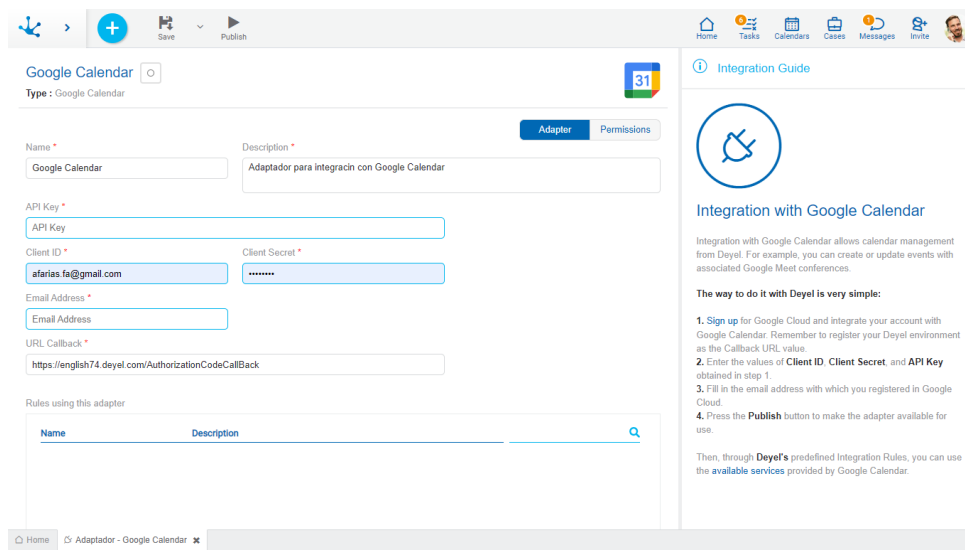 Save
Publish
Home
6
Tasks
Calendars
Cases
Messages
Invite
Google Calendar
Type : Google Calendar
31
Adapter
Permissions
Name *
Description *
Google Calendar
Adaptador para integracin con Google Calendar
API Key *
API Key
Client ID *
Client Secret *
afarias.fa@gmail.com
••••••••
Email Address *
Email Address
URL Callback *
https://english74.deyel.com/AuthorizationCodeCallBack
Rules using this adapter
Name
Description
Integration Guide
Integration with Google Calendar
Integration with Google Calendar allows calendar management
from Deyel. For example, you can create or update events with
associated Google Meet conferences.
The way to do it with Deyel is very simple:
1. Sign up for Google Cloud and integrate your account with
Google Calendar. Remember to register your Deyel environment
as the Callback URL value.
2. Enter the values of Client ID, Client Secret, and API Key
obtained in step 1.
3. Fill in the email address with which you registered in Google
Cloud.
4. Press the Publish button to make the adapter available for
use.
Then, through Deyel's predefined Integration Rules, you can use
the available services provided by Google Calendar.
Home
Adaptador - Google Calendar